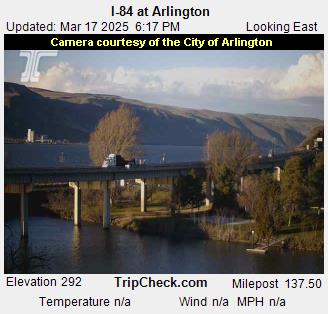 I-84 at Arlington
Updated: Mar 17 2025 6:17 PM Looking East
Camera courtesy of the City of Arlington
Elevation 292 TripCheck.com Milepost 137.50
Temperature n/a Wind n/a MPH n/a